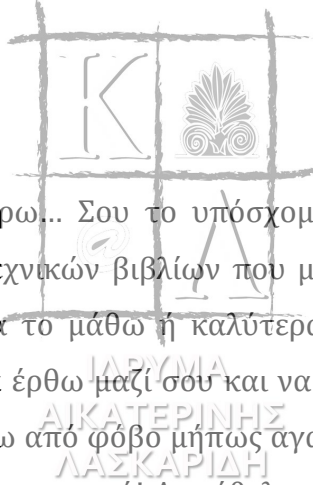 Κ
ρω... Σου το υπόσχομ
εχνικών βιβλίων που μ
Λ
α το μάθω ή καλύτερα
ΙΔΡΥΜΑ
έρθω μαζί σου και να
ΑΙΚΑΤΕΡΙΝΗΣ
ω από φόβο μήπως αγα
ΛΑΣΚΑΡΙΔΗ